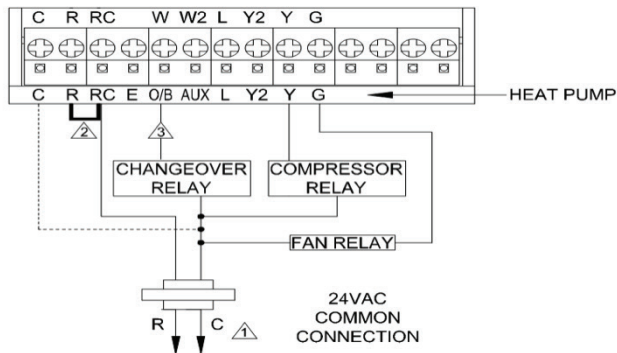 C R RC W W2 L Y2 Y G
C R RC E O/B AUX L Y2 Y G HEAT PUMP
2 3
CHANGEOVER
RELAY
COMPRESSOR
RELAY
FAN RELAY
R C 1
24VAC
COMMON
CONNECTION